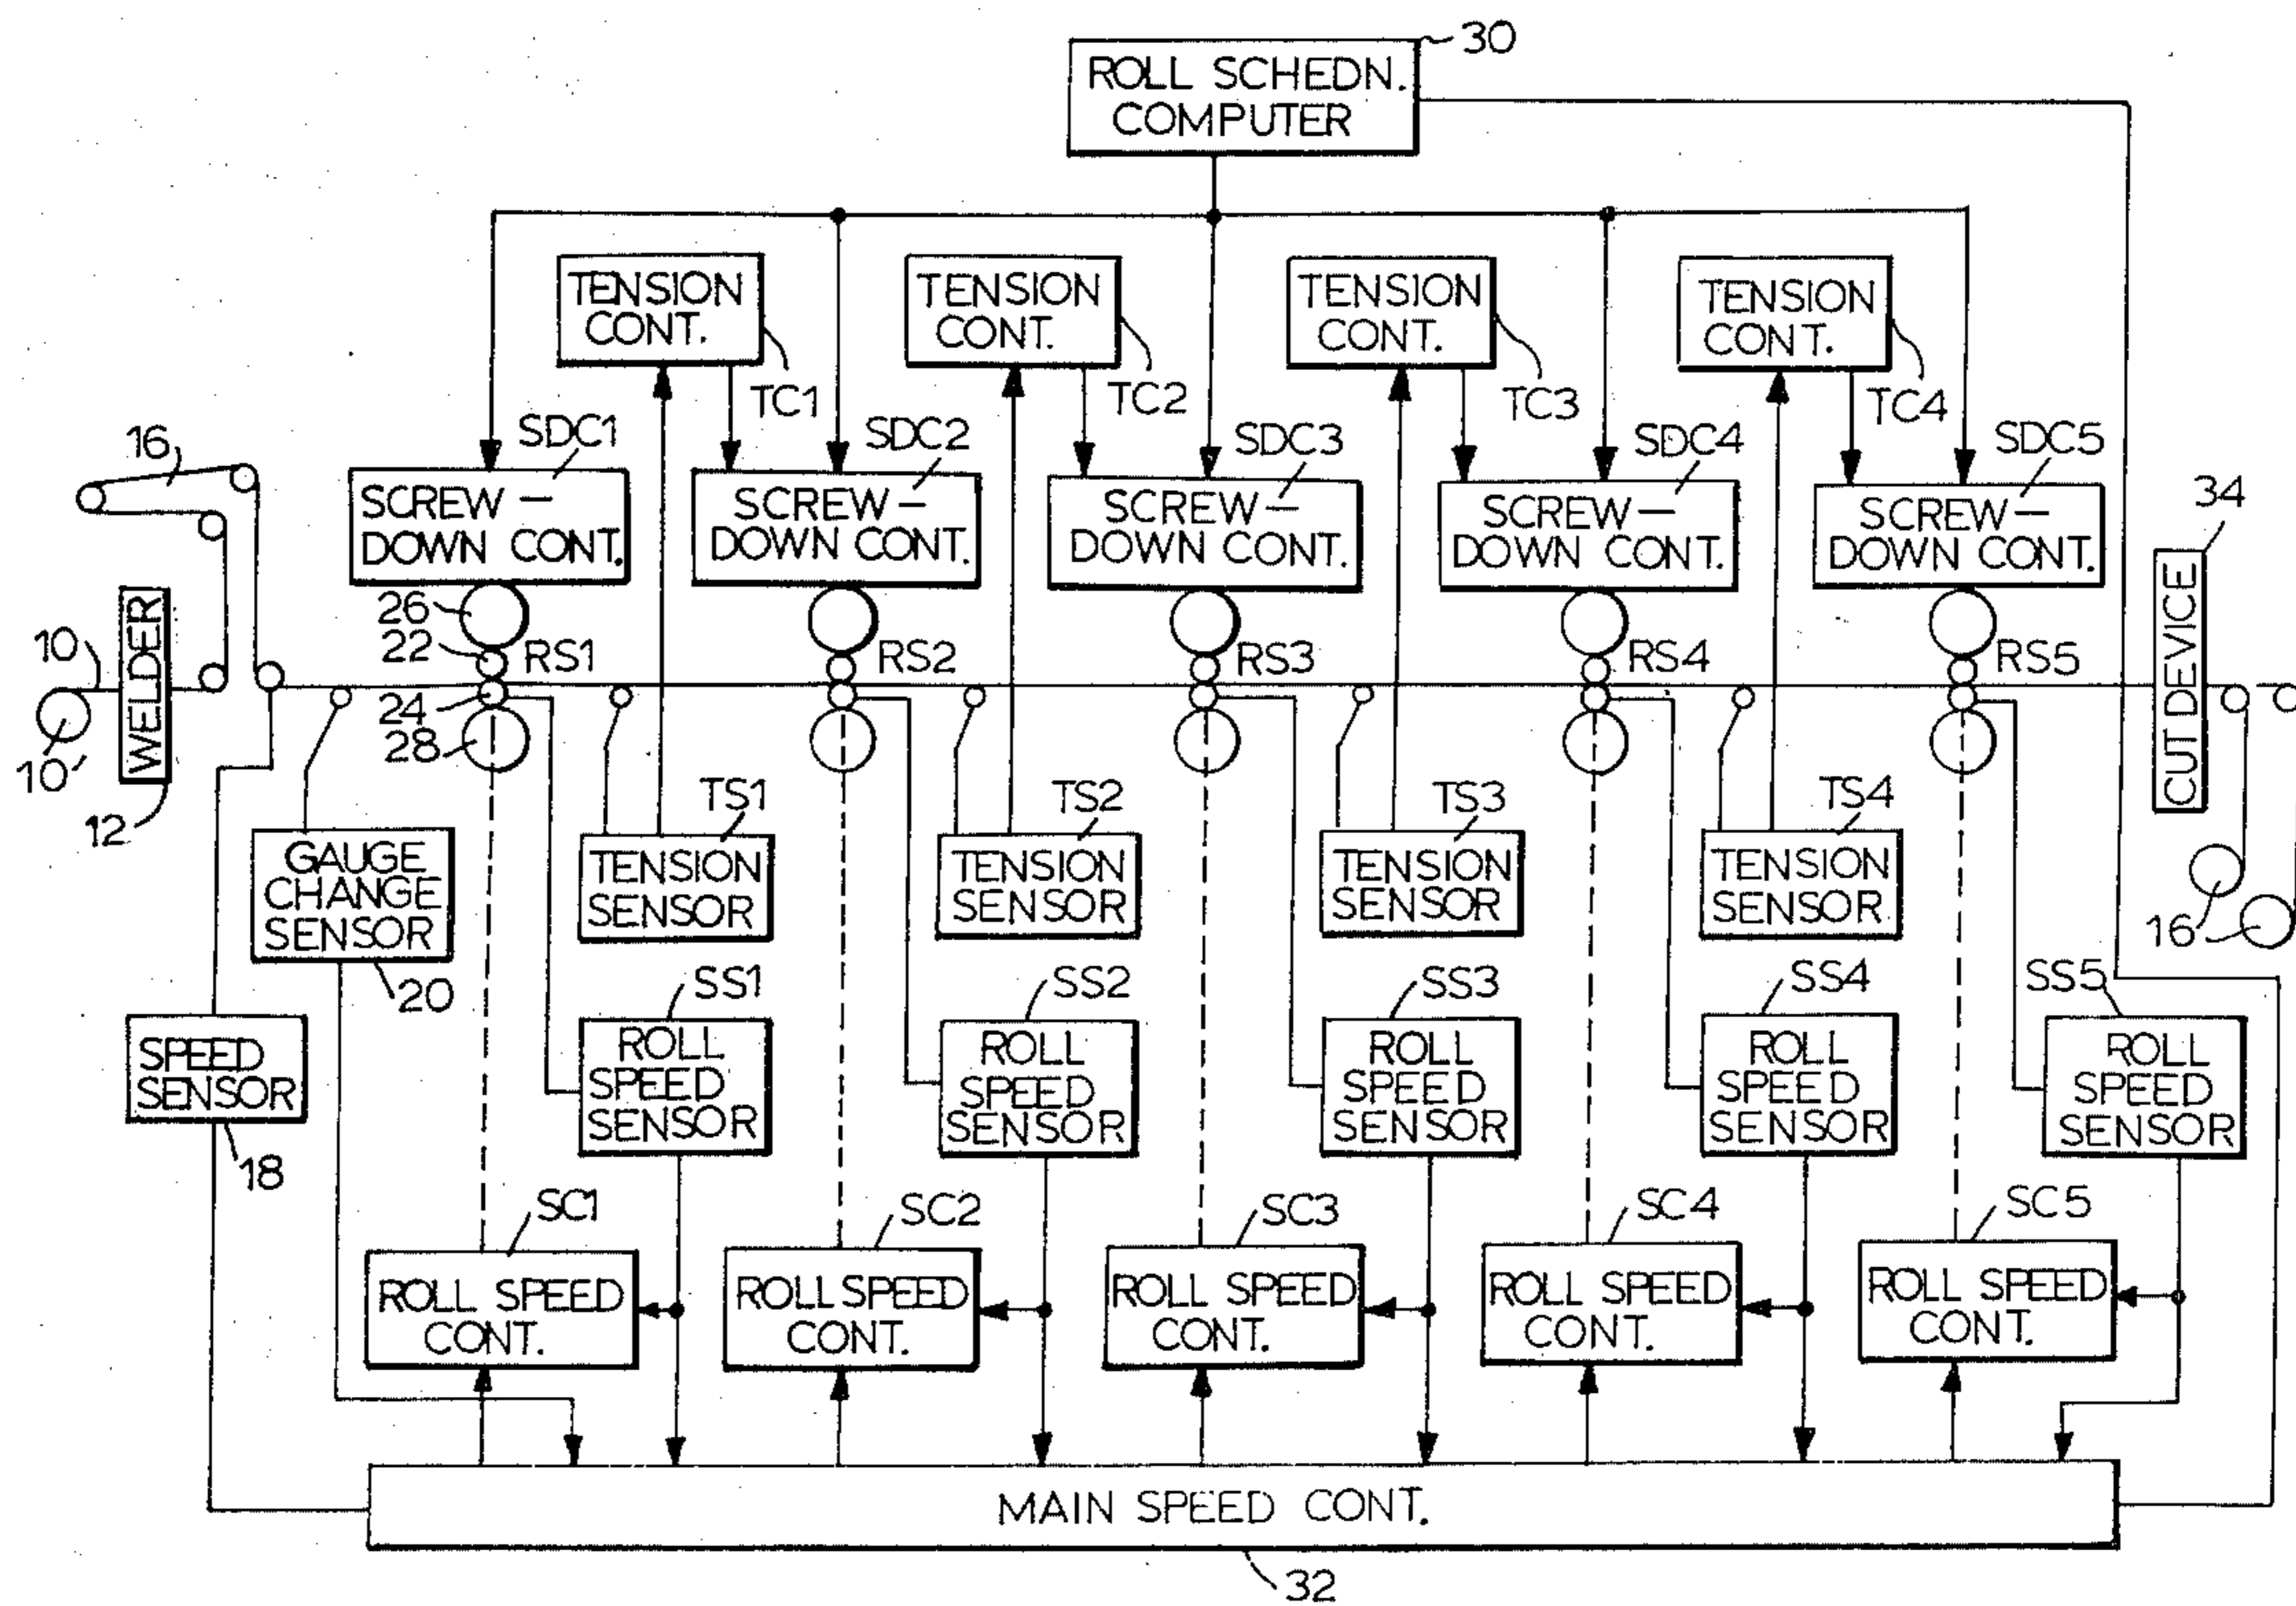 30
ROLL SCHEDN.
COMPUTER
TENSION
CONT.
TC1
TENSION
CONT.
TC2
TENSION
CONT.
TC3
TENSION
CONT.
TC4
16
SDC1
SCREW-
DOWN CONT.
SDC2
SCREW-
DOWN CONT.
SDC3
SCREW-
DOWN CONT.
SDC4
SCREW-
DOWN CONT.
SDC5
SCREW-
DOWN CONT.
34
CUT DEVICE
10
10'
WELDER
12
26
22
24
28
RS1
RS2
RS3
RS4
RS5
16
TS1
TENSION
SENSOR
TS2
TENSION
SENSOR
TS3
TENSION
SENSOR
TS4
TENSION
SENSOR
GAUGE
CHANGE
SENSOR
20
SPEED
SENSOR
18
SS1
ROLL
SPEED
SENSOR
SS2
ROLL
SPEED
SENSOR
SS3
ROLL
SPEED
SENSOR
SS4
ROLL
SPEED
SENSOR
SS5
ROLL
SPEED
SENSOR
SC1
ROLL SPEED
CONT.
SC2
ROLL SPEED
CONT.
SC3
ROLL SPEED
CONT.
SC4
ROLL SPEED
CONT.
SC5
ROLL SPEED
CONT.
MAIN SPEED CONT.
32